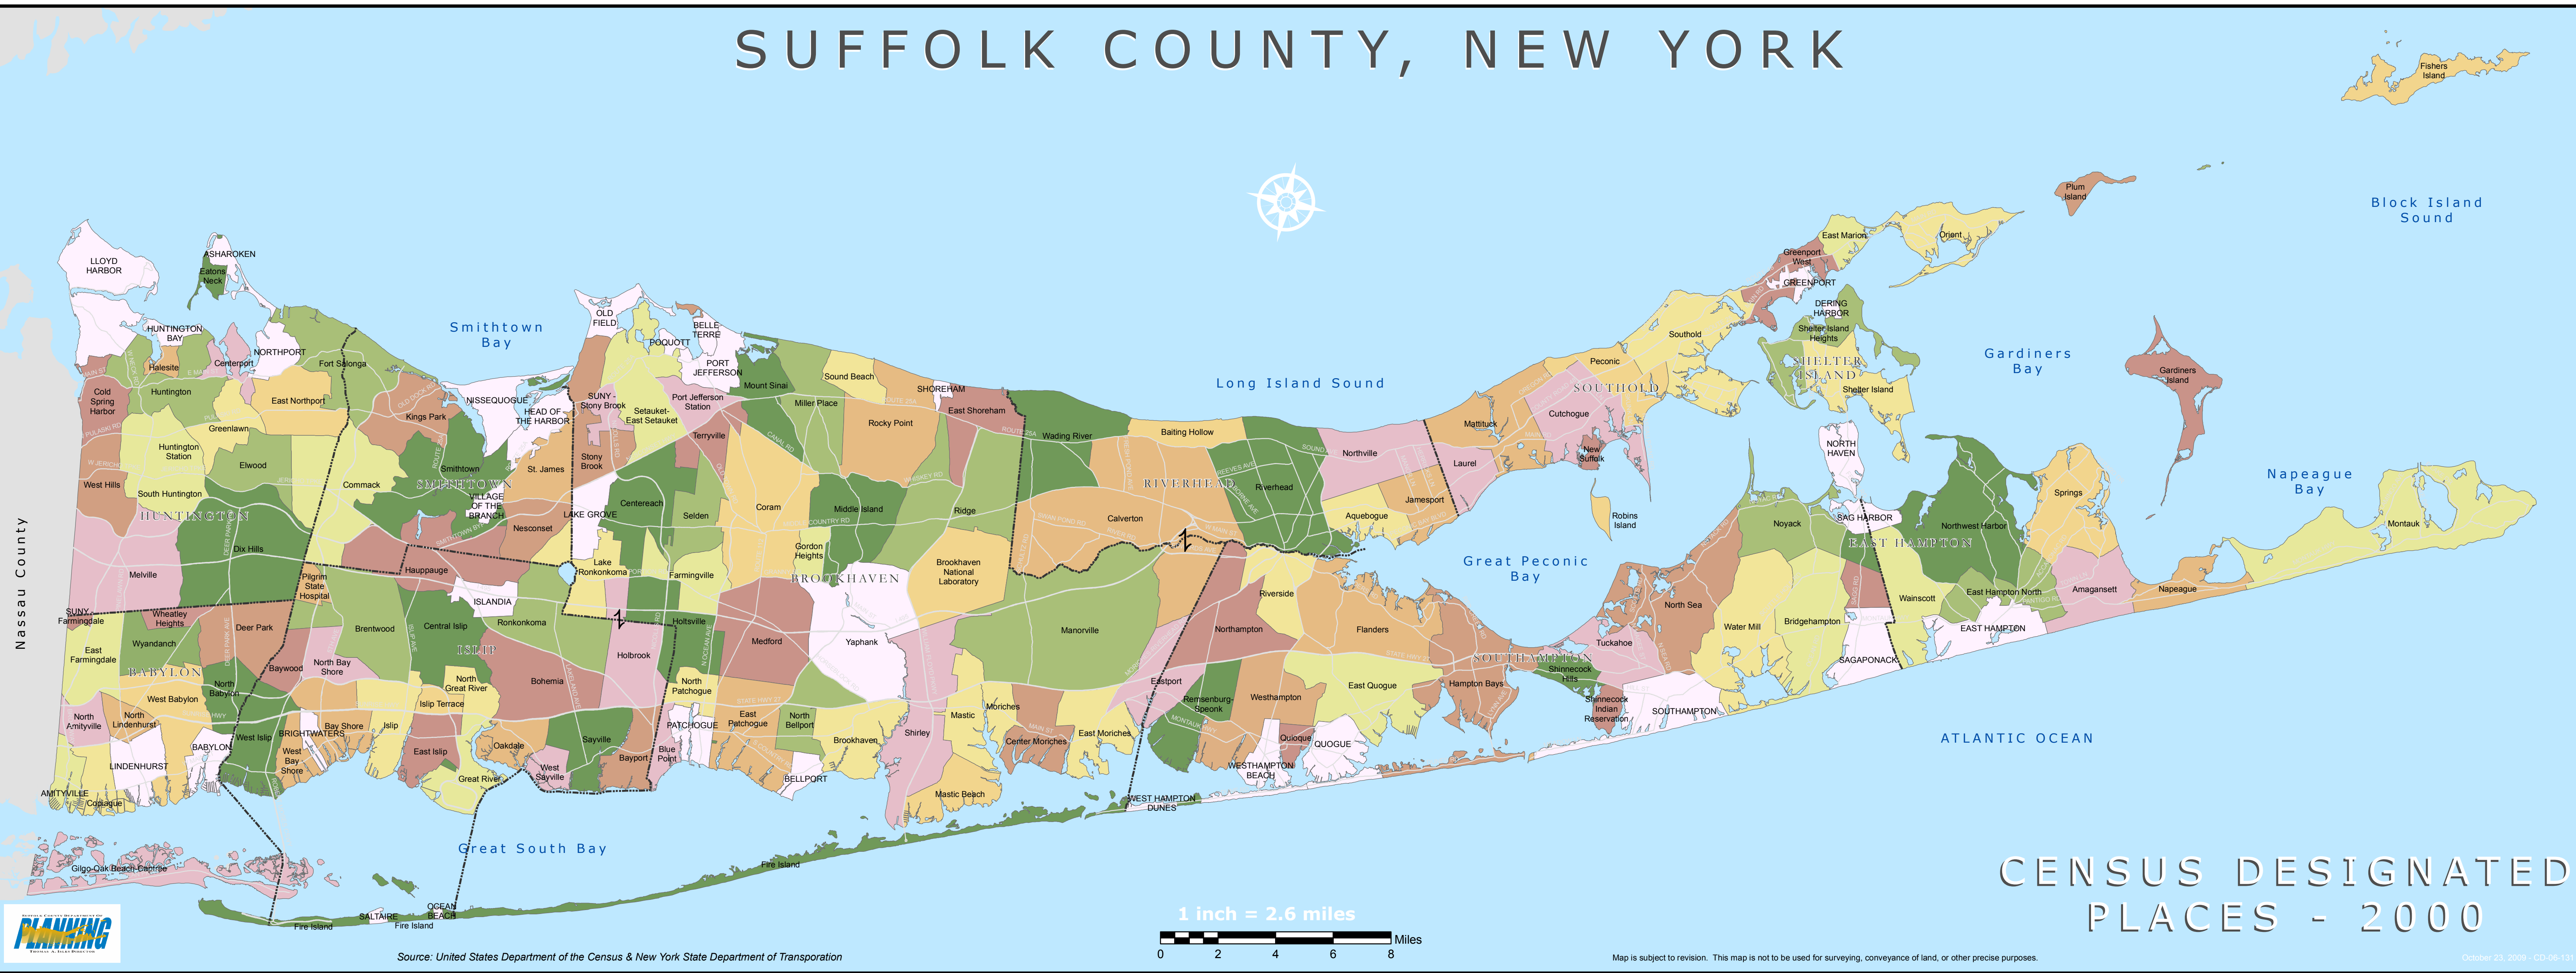 SUFFOLK COUNTY, NEW YORK
Fishers
Island
Plum
Island
Block Island
Sound
Orient
East Marion
Greenport
West
GREENPORT
DERING
HARBOR
Shelter Island
Heights
SHELTER
ISLAND
Shelter Island
Gardiners
Bay
Gardiners
Island
Napeague
Bay
LLOYD
HARBOR
ASHAROKEN
Eatons
Neck
HUNTINGTON
BAY
Halesite
Centerport
NORTHPORT
Fort Salonga
Smithtown
Bay
Cold
Spring
Harbor
Huntington
East Northport
Greenlawn
Huntington
Station
Elwood
Commack
West Hills
South Huntington
HUNTINGTON
Dix Hills
Melville
Kings Park
NISSEQUOGUE
HEAD OF
THE HARBOR
Smithtown
SMITHTOWN
VILLAGE
OF THE
BRANCH
St. James
Nesconset
Hauppauge
OLD
FIELD
POQUOTT
BELLE
TERRE
PORT
JEFFERSON
SUNY -
Stony Brook
Setauket-
East Setauket
Port Jefferson
Station
Stony
Brook
Terryville
Mount Sinai
Miller Place
Sound Beach
Rocky Point
SHOREHAM
East Shoreham
LAKE GROVE
Centereach
Selden
Coram
Middle Island
Ridge
Gordon
Heights
BROOKHAVEN
Lake
Ronkonkoma
Farmingville
Brookhaven
National
Laboratory
Long Island Sound
Wading River
Baiting Hollow
RIVERHEAD
Riverhead
Calverton
Northville
Jamesport
Aquebogue
Laurel
Mattituck
Cutchogue
New
Suffolk
Peconic
SOUTHOLD
Southold
Robins
Island
Great Peconic
Bay
NORTH
HAVEN
SAG HARBOR
Noyack
EAST HAMPTON
Northwest Harbor
Springs
Montauk
Napeague
Amagansett
East Hampton North
EAST HAMPTON
Wainscott
SAGAPONACK
Bridgehampton
Water Mill
North Sea
Tuckahoe
SOUTHAMPTON
Shinnecock
Hills
Shinnecock
Indian
Reservation
SOUTHAMPTON
Hampton Bays
Flanders
Riverside
Northampton
East Quogue
Westhampton
Quioque
QUOGUE
WESTHAMPTON
BEACH
WEST HAMPTON
DUNES
Remsenburg-
Speonk
Eastport
Manorville
East Moriches
Center Moriches
Moriches
Mastic
Mastic Beach
Shirley
Yaphank
Medford
Brookhaven
BELLPORT
North
Bellport
East
Patchogue
PATCHOGUE
North
Patchogue
Blue
Point
Holtsville
Holbrook
Bayport
Sayville
West
Sayville
Oakdale
Bohemia
Ronkonkoma
ISLANDIA
Central Islip
ISLIP
Brentwood
Pilgrim
State
Hospital
North
Great River
Islip Terrace
East Islip
Great River
Islip
Bay Shore
BRIGHTWATERS
West
Bay
Shore
North Bay
Shore
Baywood
West Islip
BABYLON
North
Babylon
West Babylon
Deer Park
Wyandanch
Wheatley
Heights
SUNY
Farmingdale
East
Farmingdale
BABYLON
North
Amityville
North
Lindenhurst
LINDENHURST
AMITYVILLE
Copiague
Gilgo-Oak Beach-Captree
Great South Bay
Fire Island
SALTAIRE
Fire Island
OCEAN
BEACH
Fire Island
ATLANTIC OCEAN
Nassau County
CENSUS DESIGNATED
PLACES - 2000
1 inch = 2.6 miles
Miles
0 2 4 6 8
PLANNING
Source: United States Department of the Census & New York State Department of Transporation
Map is subject to revision. This map is not to be used for surveying, conveyance of land, or other precise purposes.